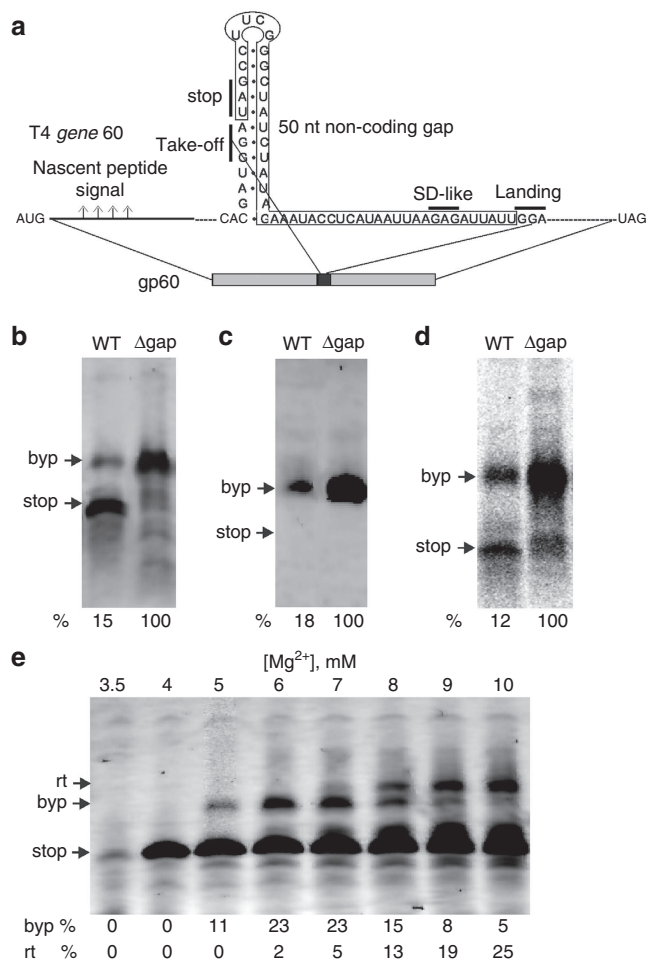 a
U C
U G
C • G
C • G
G • C
A • U
U • A
A • U
G • C
G • U
U • A
A • U
G A
stop
Take-off
50 nt non-coding gap
T4 gene 60
Nascent peptide
signal
SD-like Landing
AUG CAC • GAAAUACCUCAUAAUUAAGAGAUUAUUGGA UAG
gp60
b
WT Δgap
byp
stop
% 15 100
c
WT Δgap
byp
stop
% 18 100
d
WT Δgap
byp
stop
% 12 100
e
[Mg2+], mM
3.5 4 5 6 7 8 9 10
rt
byp
stop
byp % 0 0 11 23 23 15 8 5
rt % 0 0 0 2 5 13 19 25